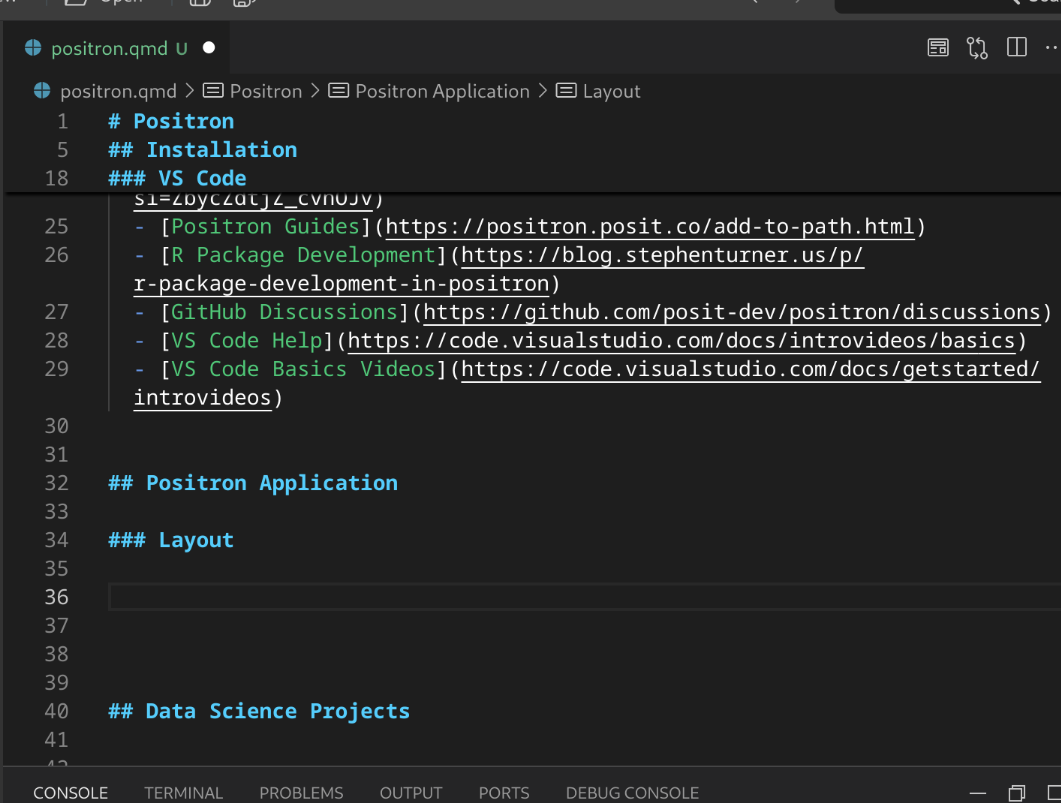 positron.qmd U
positron.qmd > Positron > Positron Application > Layout
1 # Positron
5 ## Installation
18 ### VS Code
25 - [Positron Guides](https://positron.posit.co/add-to-path.html)
26 - [R Package Development](https://blog.stephenturner.us/p/
r-package-development-in-positron)
27 - [GitHub Discussions](https://github.com/posit-dev/positron/discussions)
28 - [VS Code Help](https://code.visualstudio.com/docs/introvideos/basics)
29 - [VS Code Basics Videos](https://code.visualstudio.com/docs/getstarted/
introvideos)
30
31
32 ## Positron Application
33
34 ### Layout
35
36
37
38
39
40 ## Data Science Projects
41
CONSOLE TERMINAL PROBLEMS OUTPUT PORTS DEBUG CONSOLE